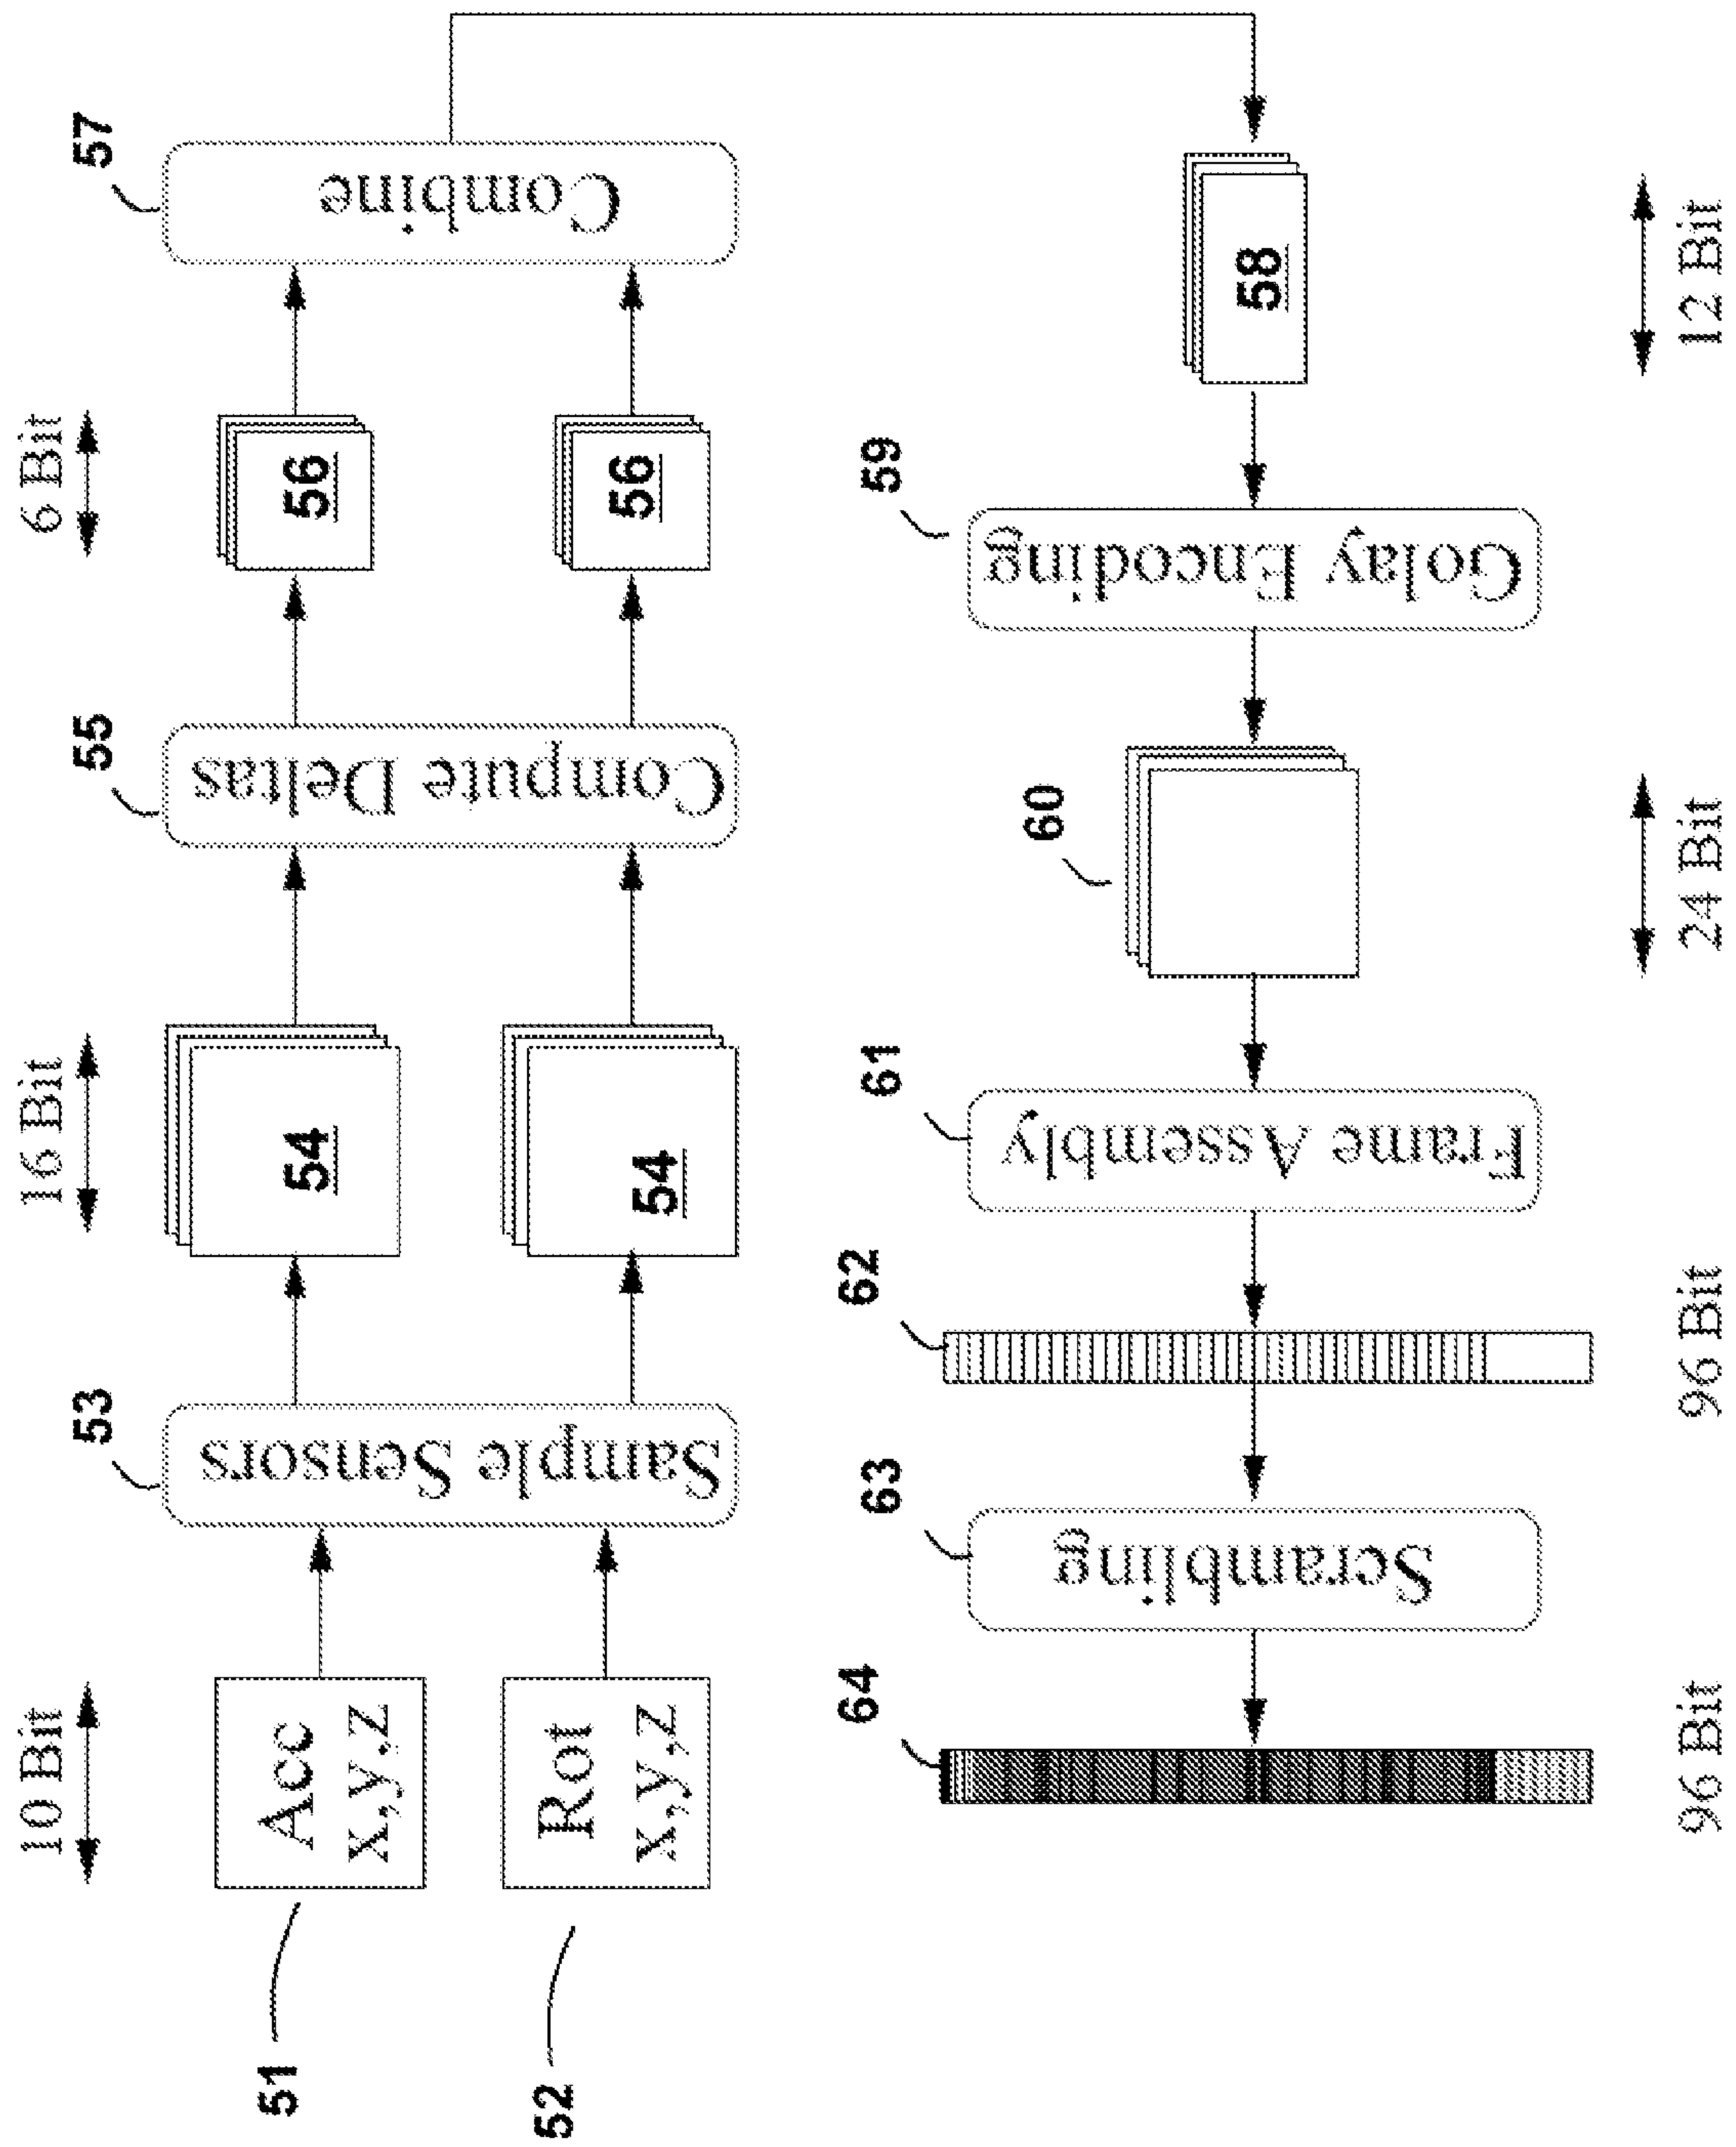 10 Bit
16 Bit
6 Bit
51
Acc
x,y,z
52
Rot
x,y,z
53
Sample Sensors
54
54
55
Compute Deltas
56
56
57
Combine
58
12 Bit
59
Golay Encoding
60
24 Bit
61
Frame Assembly
62
96 Bit
63
Scrambling
64
96 Bit